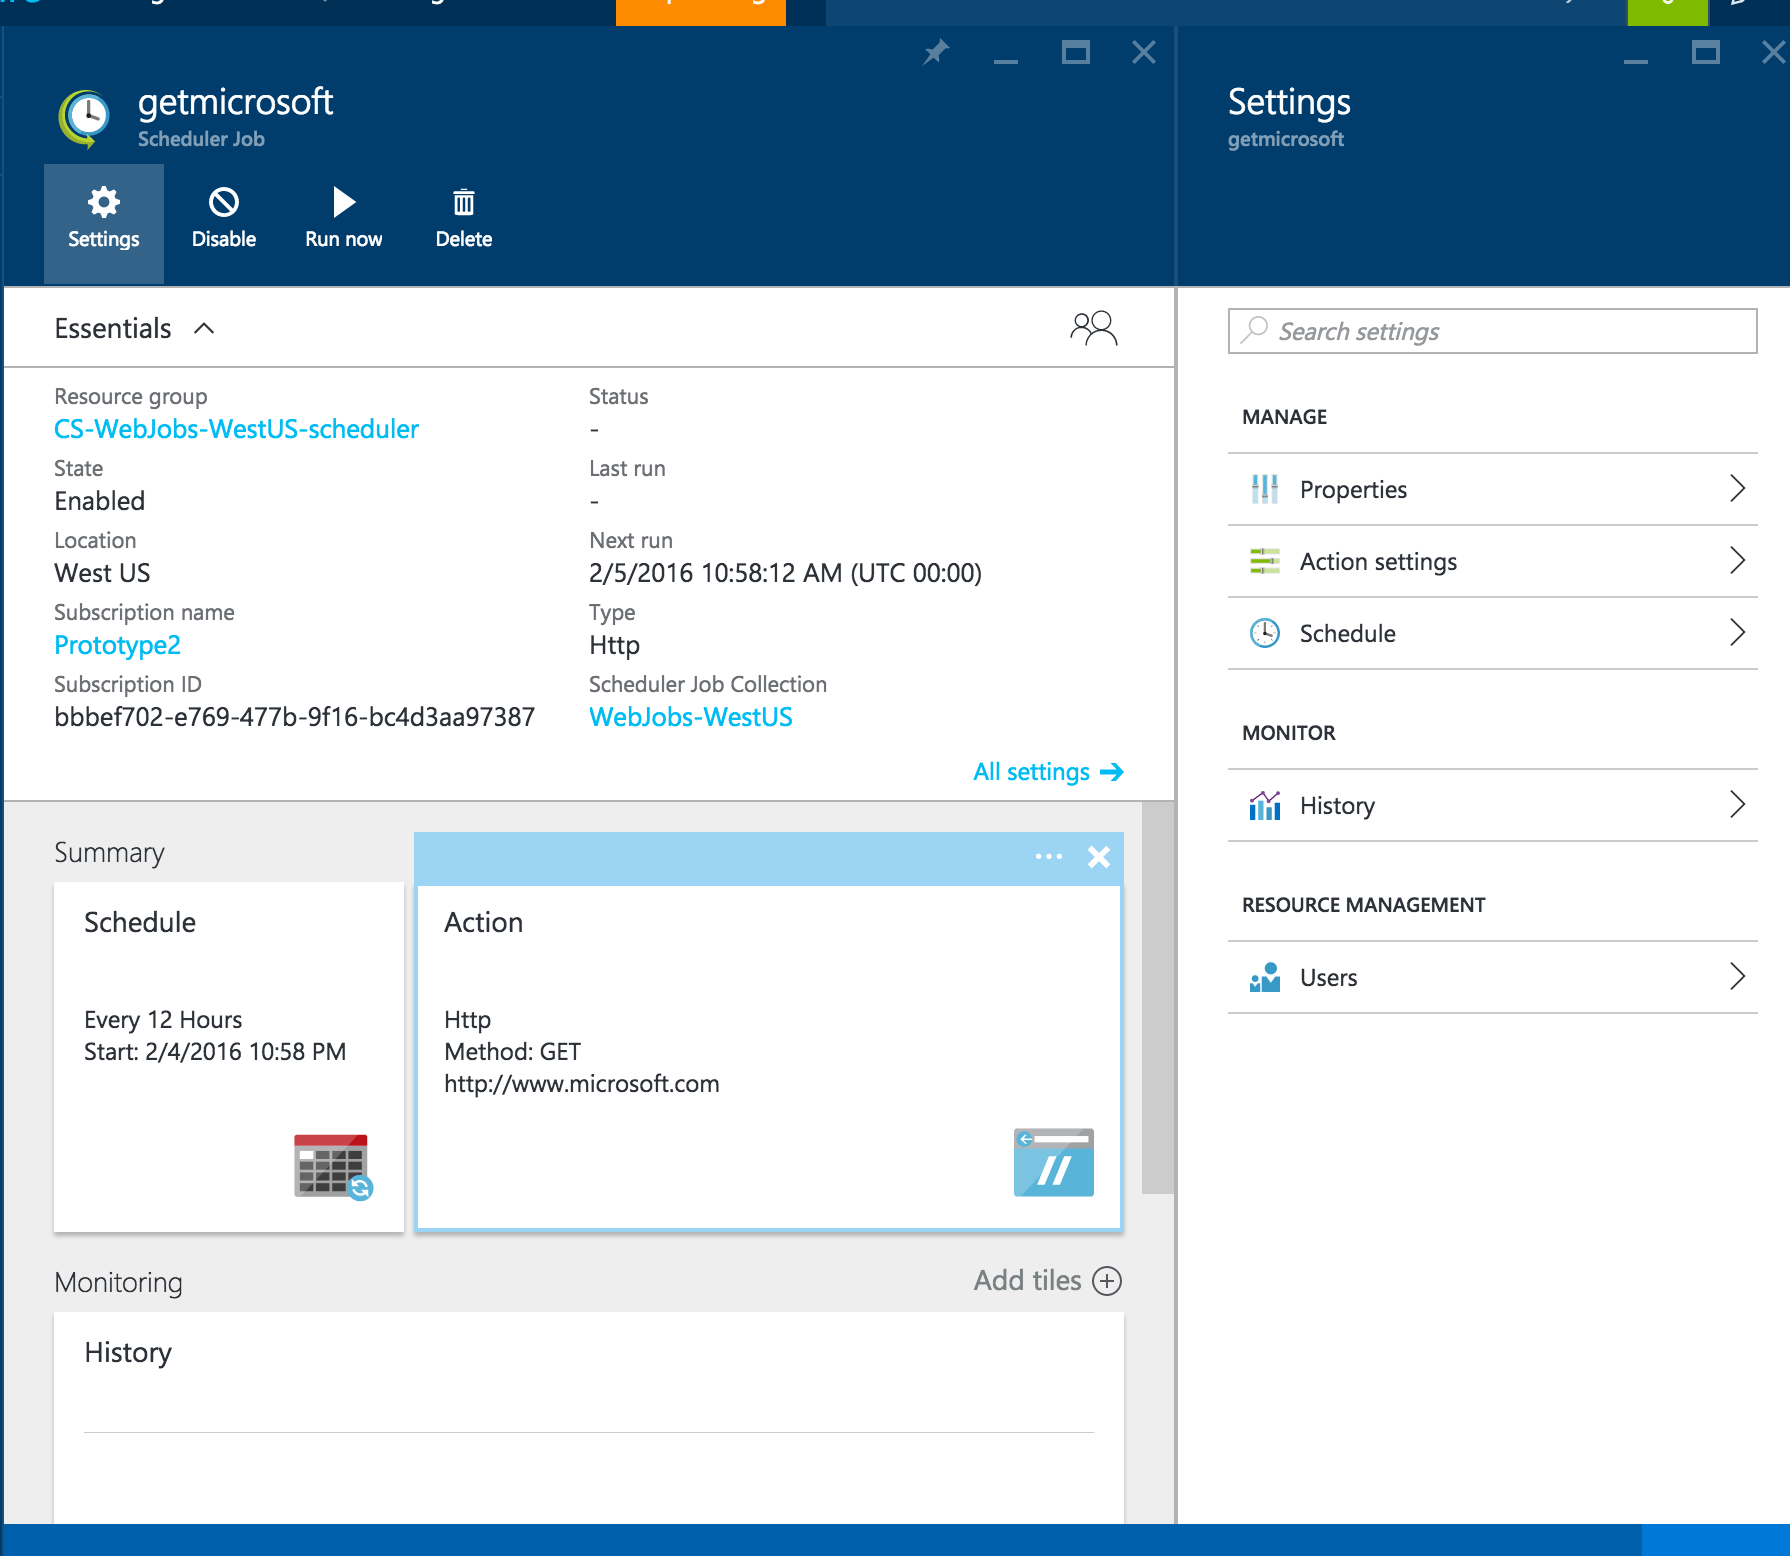 getmicrosoft
Scheduler Job
Settings
Disable
Run now
Delete
Essentials
Resource group
CS-WebJobs-WestUS-scheduler
State
Enabled
Location
West US
Subscription name
Prototype2
Subscription ID
bbbef702-e769-477b-9f16-bc4d3aa97387
Status
-
Last run
-
Next run
2/5/2016 10:58:12 AM (UTC 00:00)
Type
Http
Scheduler Job Collection
WebJobs-WestUS
All settings
Summary
Schedule
Every 12 Hours
Start: 2/4/2016 10:58 PM
Action
Http
Method: GET
http://www.microsoft.com
Monitoring
Add tiles
History
Settings
getmicrosoft
Search settings
MANAGE
Properties
Action settings
Schedule
MONITOR
History
RESOURCE MANAGEMENT
Users